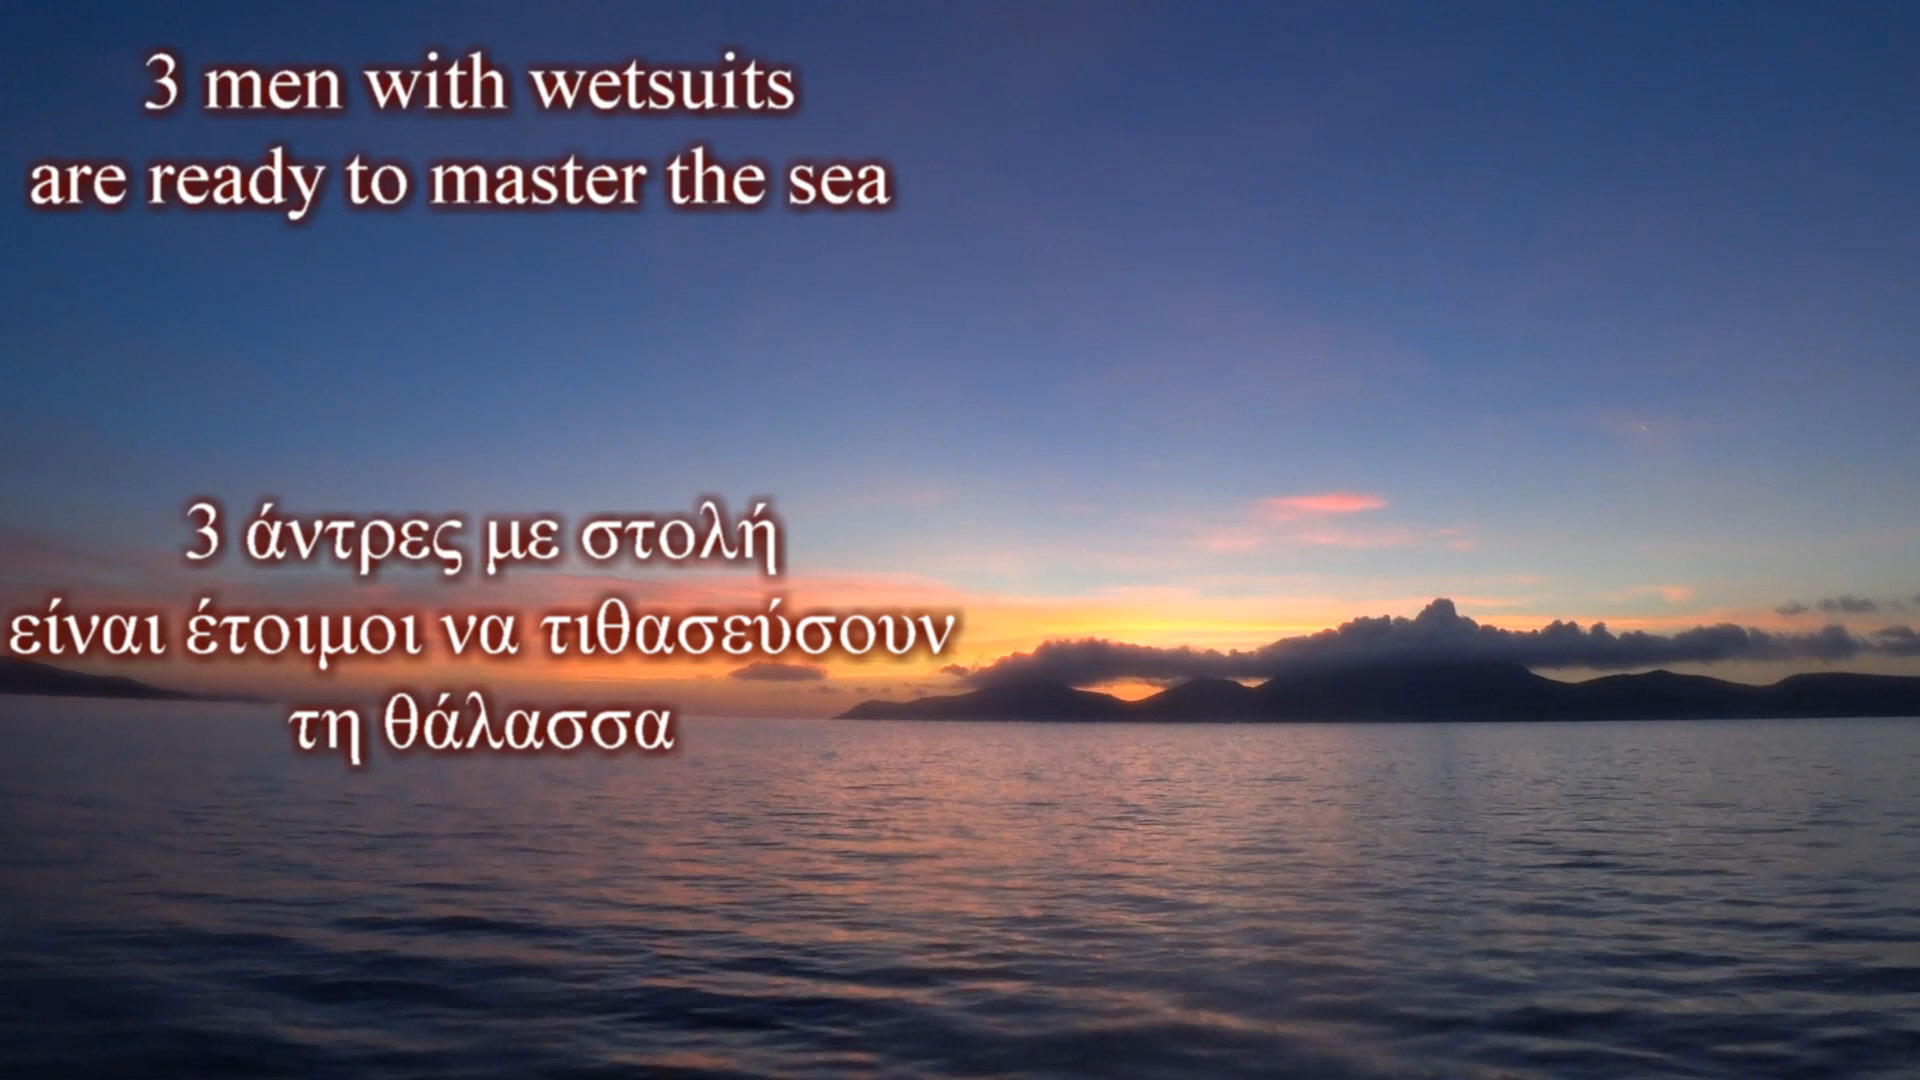 3 men with wetsuits
are ready to master the sea
3 άντρες με στολή
είναι έτοιμοι να τιθασεύσουν
τη θάλασσα